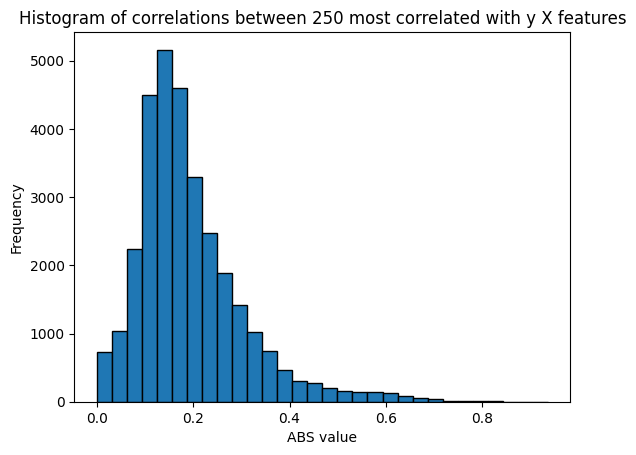 Histogram of correlations between 250 most correlated with y X features
5000
4000
3000
2000
1000
0
Frequency
0.0 0.2 0.4 0.6 0.8
ABS value